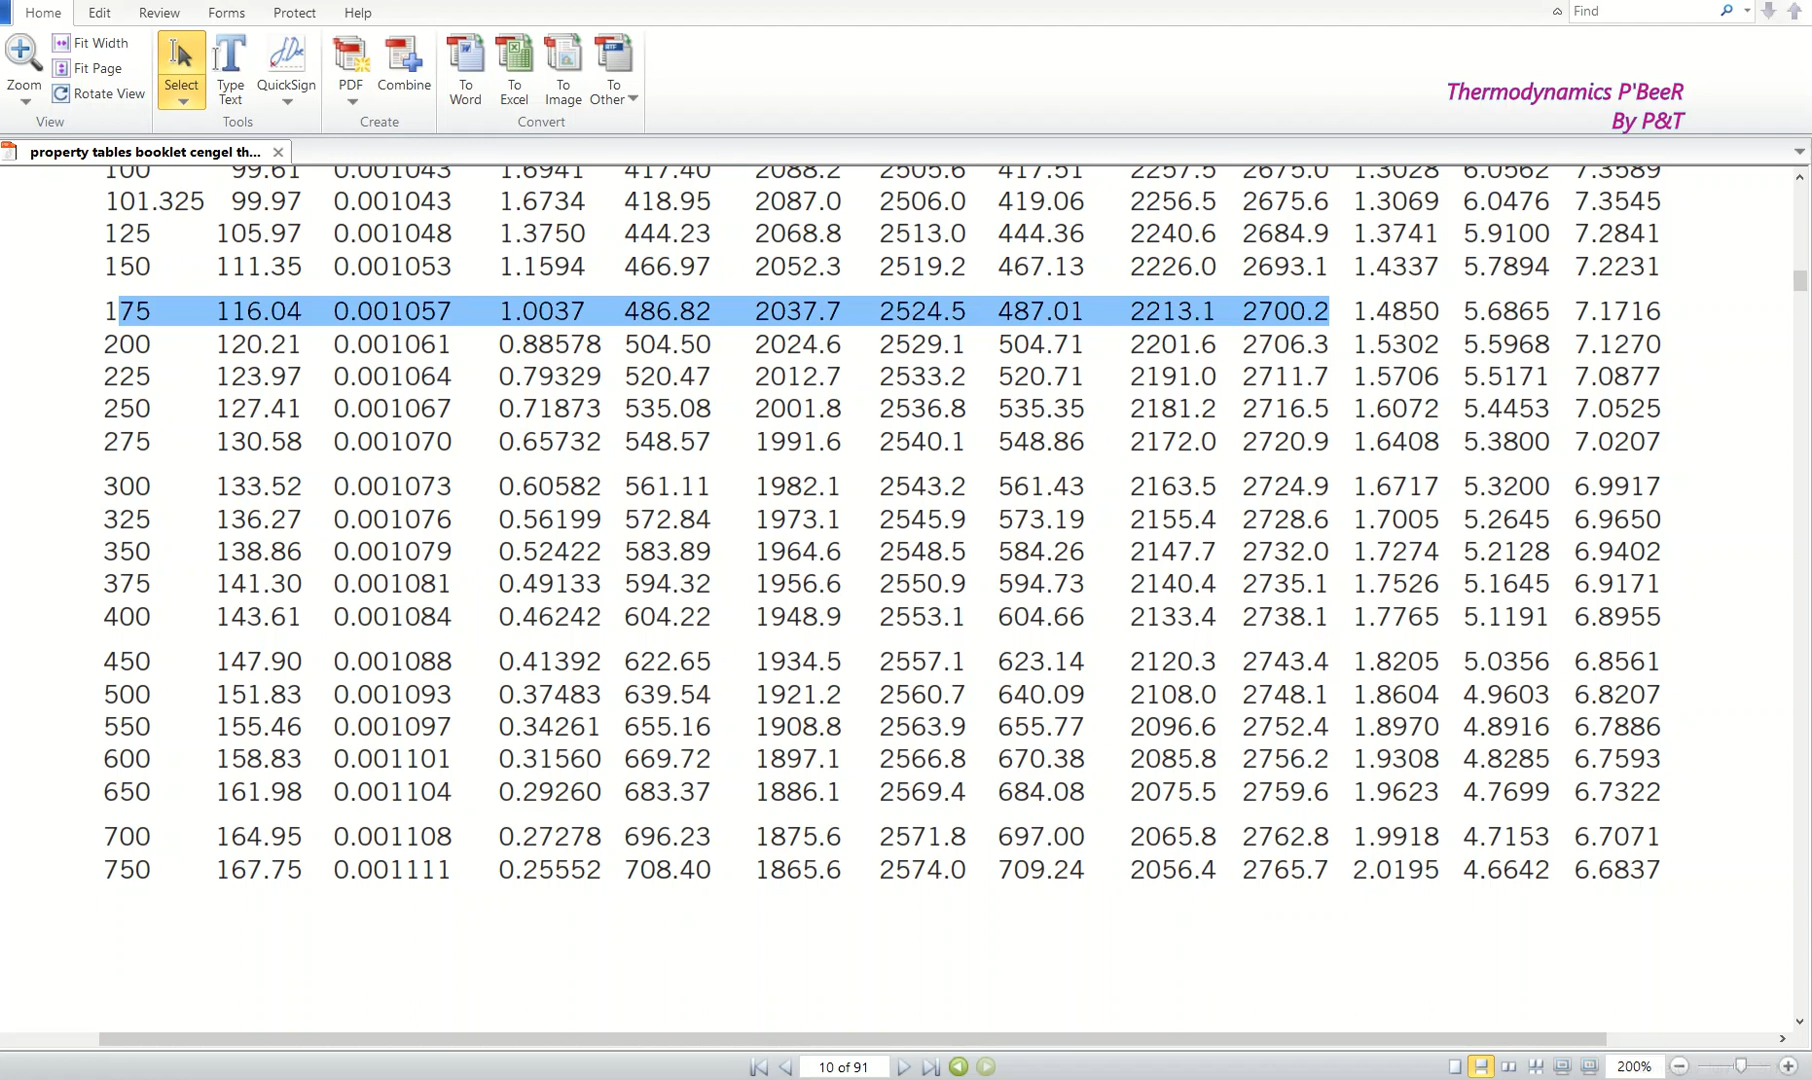 Home Edit Review Forms Protect Help Find
Fit Width
Fit Page
Rotate View
Zoom Select Type Text QuickSign PDF Combine To Word To Excel To Image To Other
View Tools Create Convert
Thermodynamics P'BeeR
By P&T
property tables booklet cengel th...
100 99.61 0.001043 1.6941 417.40 2088.2 2505.6 417.51 2257.5 2675.0 1.3028 6.0562 7.3589
101.325 99.97 0.001043 1.6734 418.95 2087.0 2506.0 419.06 2256.5 2675.6 1.3069 6.0476 7.3545
125 105.97 0.001048 1.3750 444.23 2068.8 2513.0 444.36 2240.6 2684.9 1.3741 5.9100 7.2841
150 111.35 0.001053 1.1594 466.97 2052.3 2519.2 467.13 2226.0 2693.1 1.4337 5.7894 7.2231
175 116.04 0.001057 1.0037 486.82 2037.7 2524.5 487.01 2213.1 2700.2 1.4850 5.6865 7.1716
200 120.21 0.001061 0.88578 504.50 2024.6 2529.1 504.71 2201.6 2706.3 1.5302 5.5968 7.1270
225 123.97 0.001064 0.79329 520.47 2012.7 2533.2 520.71 2191.0 2711.7 1.5706 5.5171 7.0877
250 127.41 0.001067 0.71873 535.08 2001.8 2536.8 535.35 2181.2 2716.5 1.6072 5.4453 7.0525
275 130.58 0.001070 0.65732 548.57 1991.6 2540.1 548.86 2172.0 2720.9 1.6408 5.3800 7.0207
300 133.52 0.001073 0.60582 561.11 1982.1 2543.2 561.43 2163.5 2724.9 1.6717 5.3200 6.9917
325 136.27 0.001076 0.56199 572.84 1973.1 2545.9 573.19 2155.4 2728.6 1.7005 5.2645 6.9650
350 138.86 0.001079 0.52422 583.89 1964.6 2548.5 584.26 2147.7 2732.0 1.7274 5.2128 6.9402
375 141.30 0.001081 0.49133 594.32 1956.6 2550.9 594.73 2140.4 2735.1 1.7526 5.1645 6.9171
400 143.61 0.001084 0.46242 604.22 1948.9 2553.1 604.66 2133.4 2738.1 1.7765 5.1191 6.8955
450 147.90 0.001088 0.41392 622.65 1934.5 2557.1 623.14 2120.3 2743.4 1.8205 5.0356 6.8561
500 151.83 0.001093 0.37483 639.54 1921.2 2560.7 640.09 2108.0 2748.1 1.8604 4.9603 6.8207
550 155.46 0.001097 0.34261 655.16 1908.8 2563.9 655.77 2096.6 2752.4 1.8970 4.8916 6.7886
600 158.83 0.001101 0.31560 669.72 1897.1 2566.8 670.38 2085.8 2756.2 1.9308 4.8285 6.7593
650 161.98 0.001104 0.29260 683.37 1886.1 2569.4 684.08 2075.5 2759.6 1.9623 4.7699 6.7322
700 164.95 0.001108 0.27278 696.23 1875.6 2571.8 697.00 2065.8 2762.8 1.9918 4.7153 6.7071
750 167.75 0.001111 0.25552 708.40 1865.6 2574.0 709.24 2056.4 2765.7 2.0195 4.6642 6.6837
10 of 91 200%